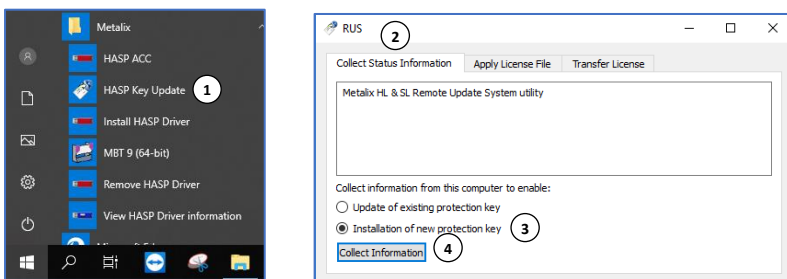 Metalix
HASP ACC
HASP Key Update
1
Install HASP Driver
MBT 9 (64-bit)
Remove HASP Driver
View HASP Driver information
RUS
2
Collect Status Information
Apply License File
Transfer License
Metalix HL & SL Remote Update System utility
Collect information from this computer to enable:
Update of existing protection key
Installation of new protection key
3
Collect Information
4